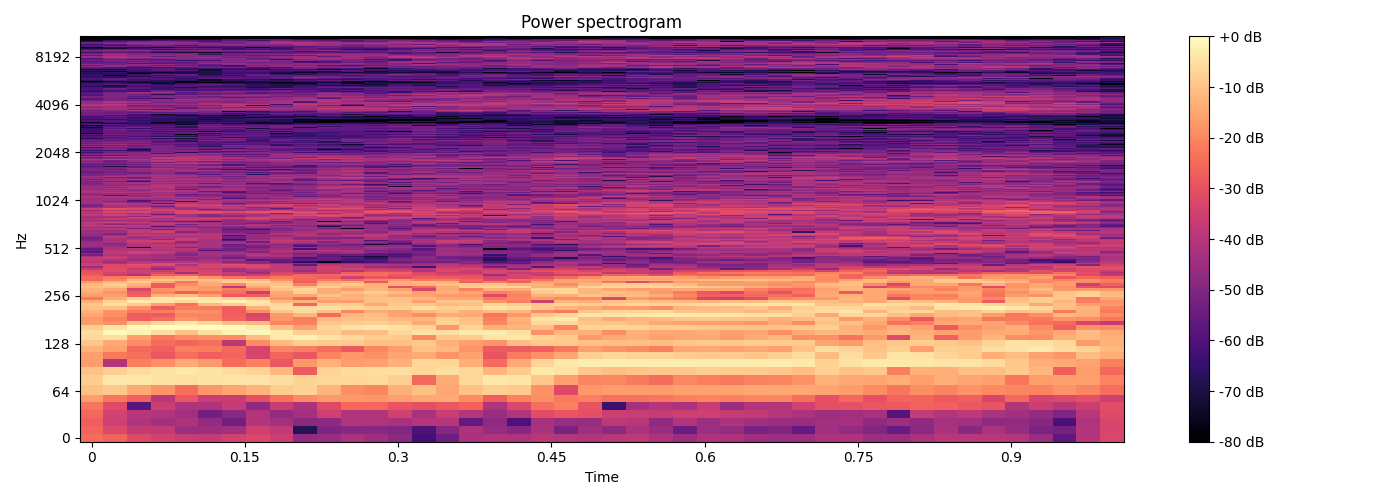 Power spectrogram
Hz
8192
4096
2048
1024
512
256
128
64
0
0 0.15 0.3 0.45 0.6 0.75 0.9
Time
+0 dB
-10 dB
-20 dB
-30 dB
-40 dB
-50 dB
-60 dB
-70 dB
-80 dB